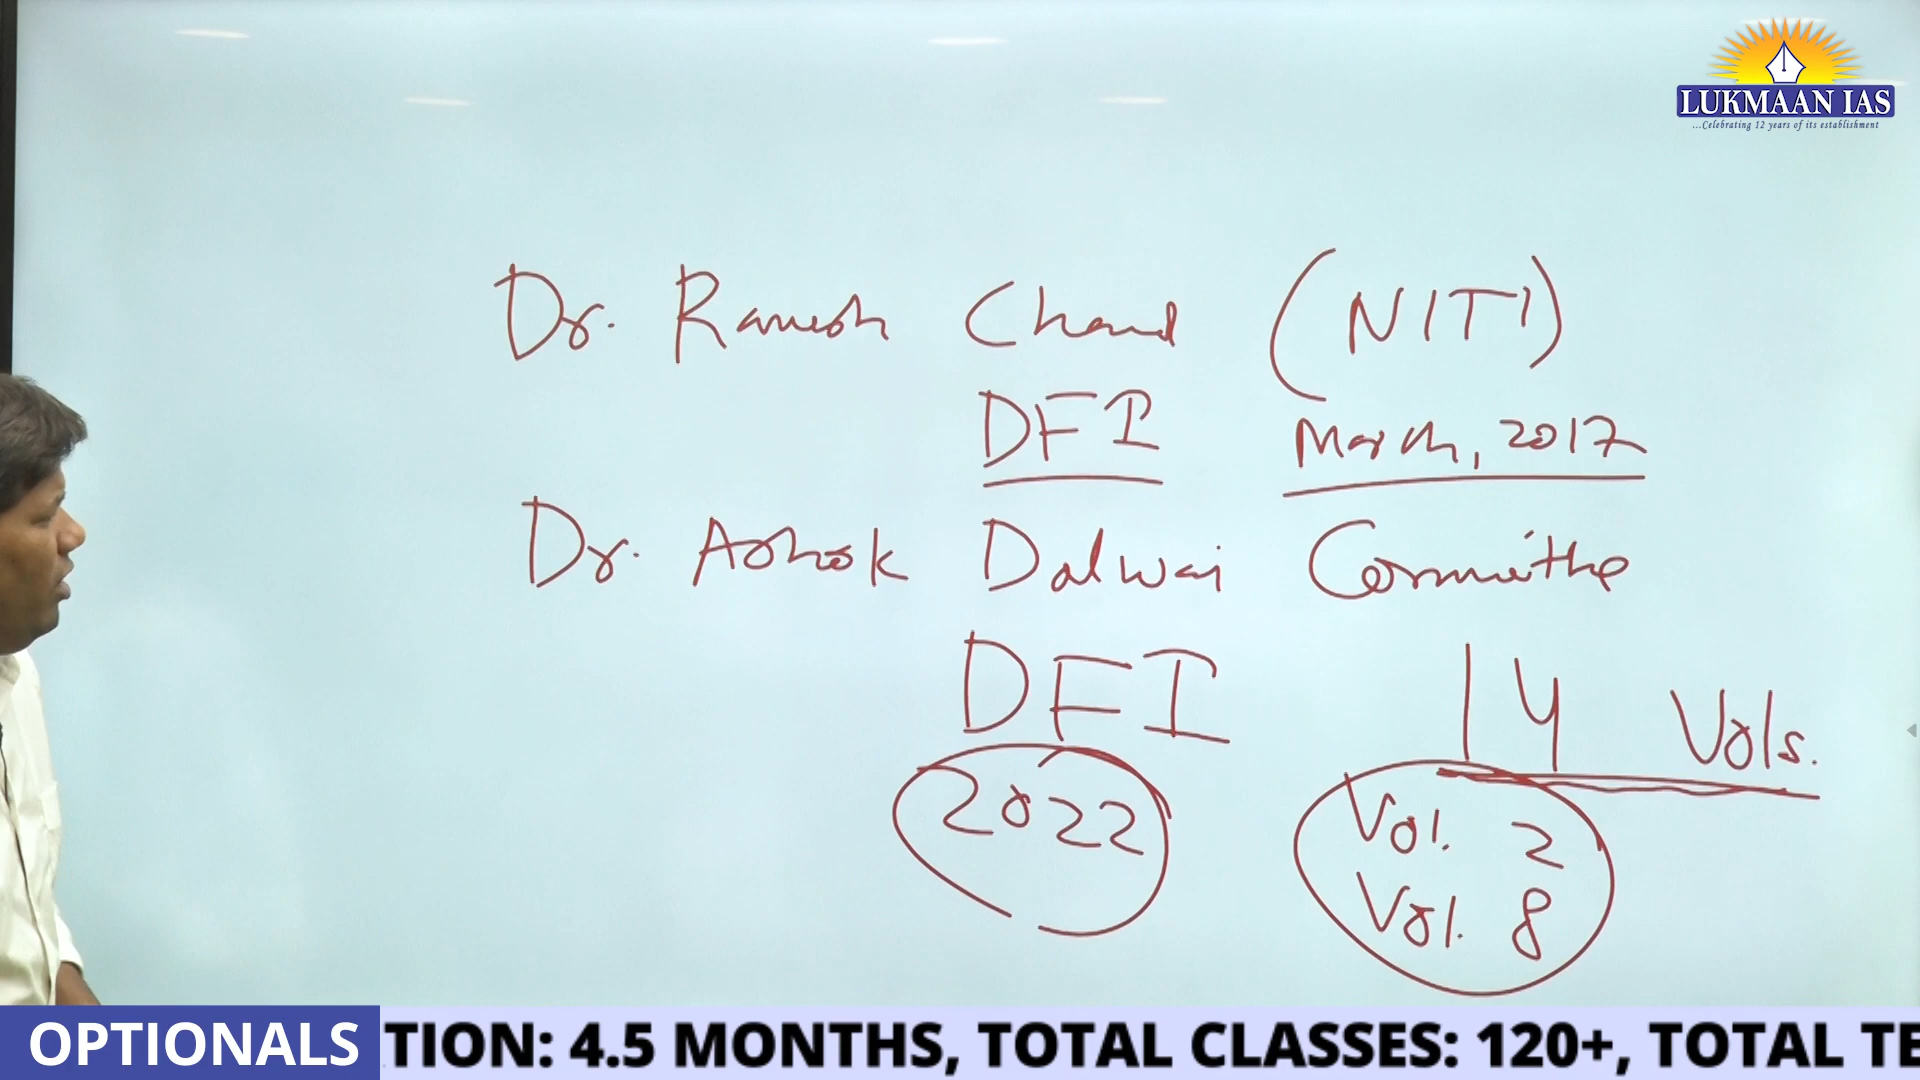 LUKMAAN IAS
...Celebrating 12 years of its establishment
Dr. Ramesh Chand (NITI)
DFI March, 2017
Dr. Ashok Dalwai Committee
DFI 14 Vols.
2022 Vol. 2
Vol. 8
OPTIONALS TION: 4.5 MONTHS, TOTAL CLASSES: 120+, TOTAL TE